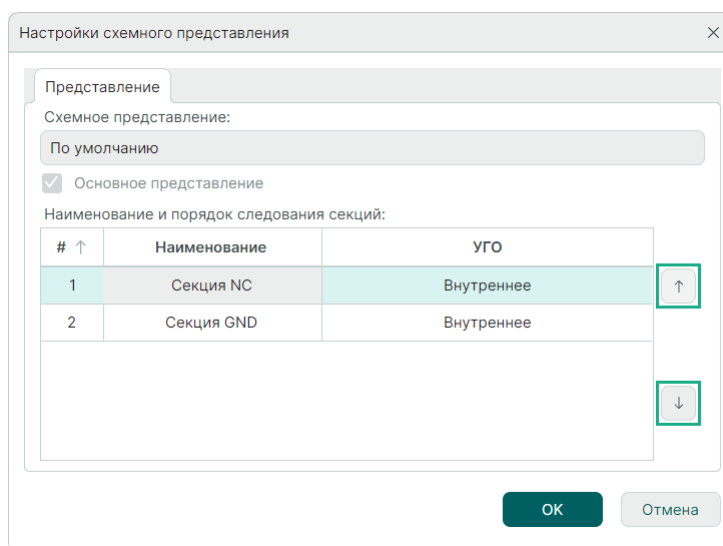 Настройки схемного представления
Представление
Схемное представление:
По умолчанию
Основное представление
Наименование и порядок следования секций:
# ↑ Наименование УГО
1 Секция NC Внутреннее
2 Секция GND Внутреннее
OK Отмена